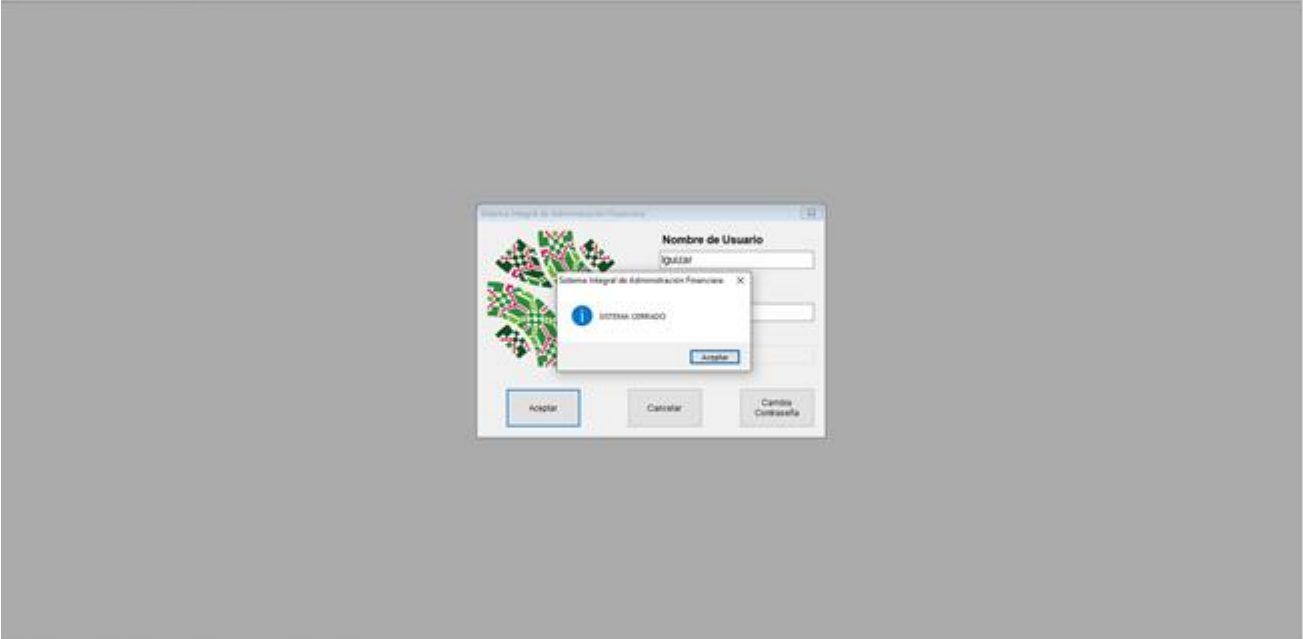 Sistema Integral de Administración Financiera
Nombre de Usuario
Sistema Integral de Administración Financiera
SISTEMA CERRADO
Aceptar
Aceptar
Cancelar
Cambia
Contraseña